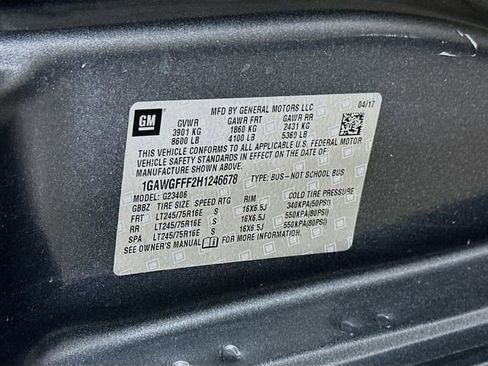 GM
MFD BY GENERAL MOTORS LLC 04/17
GVWR GAWR FRT GAWR RR
3901 KG 1860 KG 2431 KG
8600 LB 4100 LB 5360 LB
THIS VEHICLE CONFORMS TO ALL APPLICABLE U.S. FEDERAL MOTOR
VEHICLE SAFETY STANDARDS IN EFFECT ON THE DATE OF
MANUFACTURE SHOWN ABOVE.
1GAWGFFF2H1246678 TYPE: BUS-NOT SCHOOL BUS
MODEL: G23406
GBBZ TIRE SIZE SPEED RTG RIM COLD TIRE PRESSURE
FRT LT245/75R16E S 16X6.5J 340KPA(50PSI)
RR LT245/75R16E S 16X6.5J 550KPA(80PSI)
SPA LT245/75R16E S 16X6.5J 550KPA(80PSI)
SEE OWNER'S MANUAL FOR ADDITIONAL INFORMATION.